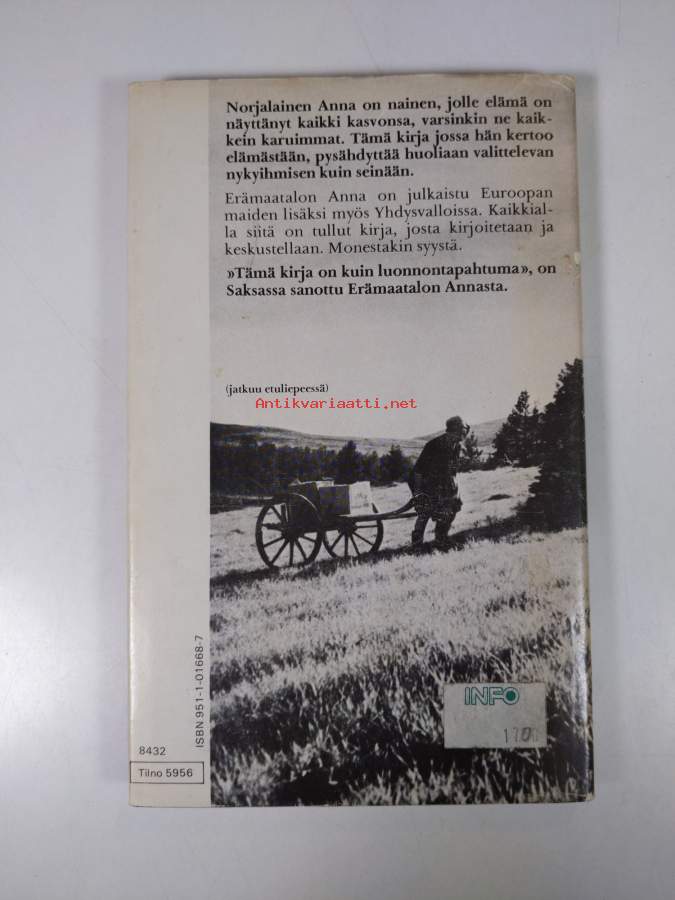 Norjalainen Anna on nainen, jolle elämä on
näyttänyt kaikki kasvonsa, varsinkin ne kaik-
kein karuimmat. Tämä kirja jossa hän kertoo
elämästään, pysähdyttää huoliaan valittelevan
nykyihmisen kuin seinään.
Erämaatalon Anna on julkaistu Euroopan
maiden lisäksi myös Yhdysvalloissa. Kaikkial-
la siitä on tullut kirja, josta kirjoitetaan ja
keskustellaan. Monestakin syystä.
»Tämä kirja on kuin luonnontapahtuma», on
Saksassa sanottu Erämaatalon Annasta.
(jatkuu etuliepeessä)
Antikvariaatti.net
ISBN 951-1-01668-7
INFO
8432
Tilno 5956